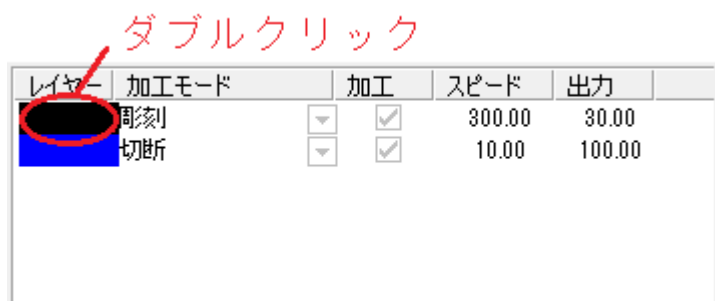 ダブルクリック
レイヤー 加工モード 加工 スピード 出力
彫刻 300.00 30.00
切断 10.00 100.00